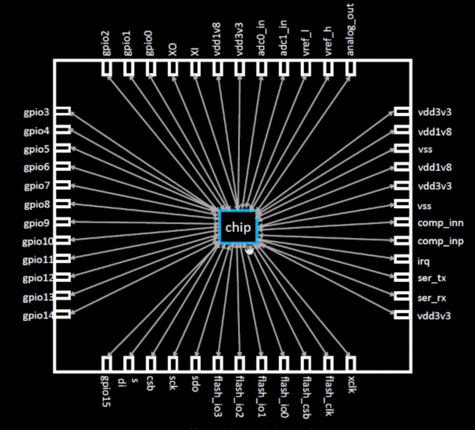 gpio2
gpio1
gpio0
XO
XI
vdd1v8
vdd3v3
adc0_in
adc1_in
vref_l
vref_h
analog_out
gpio3
gpio4
gpio5
gpio6
gpio7
gpio8
gpio9
gpio10
gpio11
gpio12
gpio13
gpio14
chip
vdd3v3
vdd1v8
vss
vdd1v8
vdd3v3
vss
comp_inn
comp_inp
irq
ser_tx
ser_rx
vdd3v3
gpio15
s
di
csb
sck
sdo
flash_io3
flash_io2
flash_io1
flash_io0
flash_csb
flash_clk
xclk